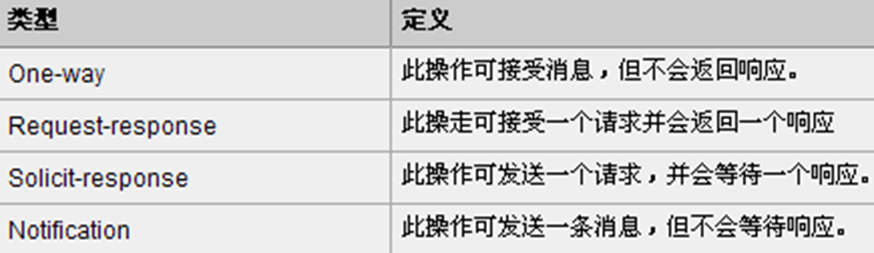 类型 定义
One-way 此操作可接受消息，但不会返回响应。
Request-response 此操走可接受一个请求并会返回一个响应
Solicit-response 此操作可发送一个请求，并会等待一个响应。
Notification 此操作可发送一条消息，但不会等待响应。